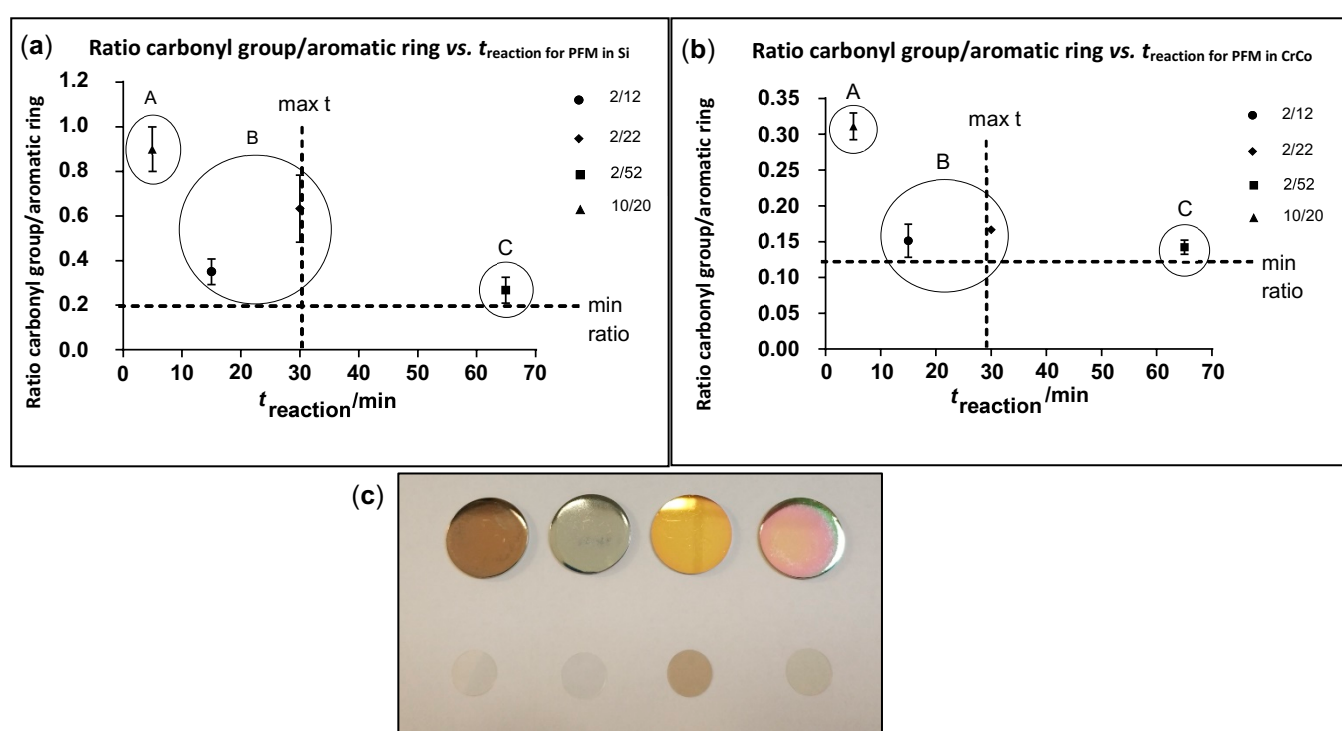 (a)
Ratio carbonyl group/aromatic ring vs. treaction for PFM in Si
Ratio carbonyl group/aromatic ring
1.2
1.0
0.8
0.6
0.4
0.2
0.0
A
B
C
max t
min
ratio
2/12
2/22
2/52
10/20
0 10 20 30 40 50 60 70
treaction/min
(b)
Ratio carbonyl group/aromatic ring vs. treaction for PFM in CrCo
Ratio carbonyl group/aromatic ring
0.35
0.30
0.25
0.20
0.15
0.10
0.05
0.00
A
B
C
max t
min
ratio
2/12
2/22
2/52
10/20
0 10 20 30 40 50 60 70
treaction/min
(c)